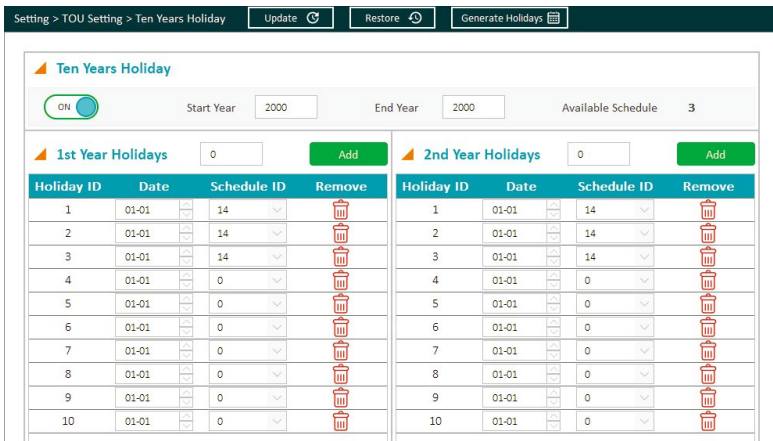 Setting > TOU Setting > Ten Years Holiday Update Restore Generate Holidays
Ten Years Holiday
ON Start Year 2000 End Year 2000 Available Schedule 3
1st Year Holidays 0 Add 2nd Year Holidays 0 Add
Holiday ID Date Schedule ID Remove Holiday ID Date Schedule ID Remove
1 01-01 14 1 01-01 14
2 01-01 14 2 01-01 14
3 01-01 14 3 01-01 14
4 01-01 0 4 01-01 0
5 01-01 0 5 01-01 0
6 01-01 0 6 01-01 0
7 01-01 0 7 01-01 0
8 01-01 0 8 01-01 0
9 01-01 0 9 01-01 0
10 01-01 0 10 01-01 0